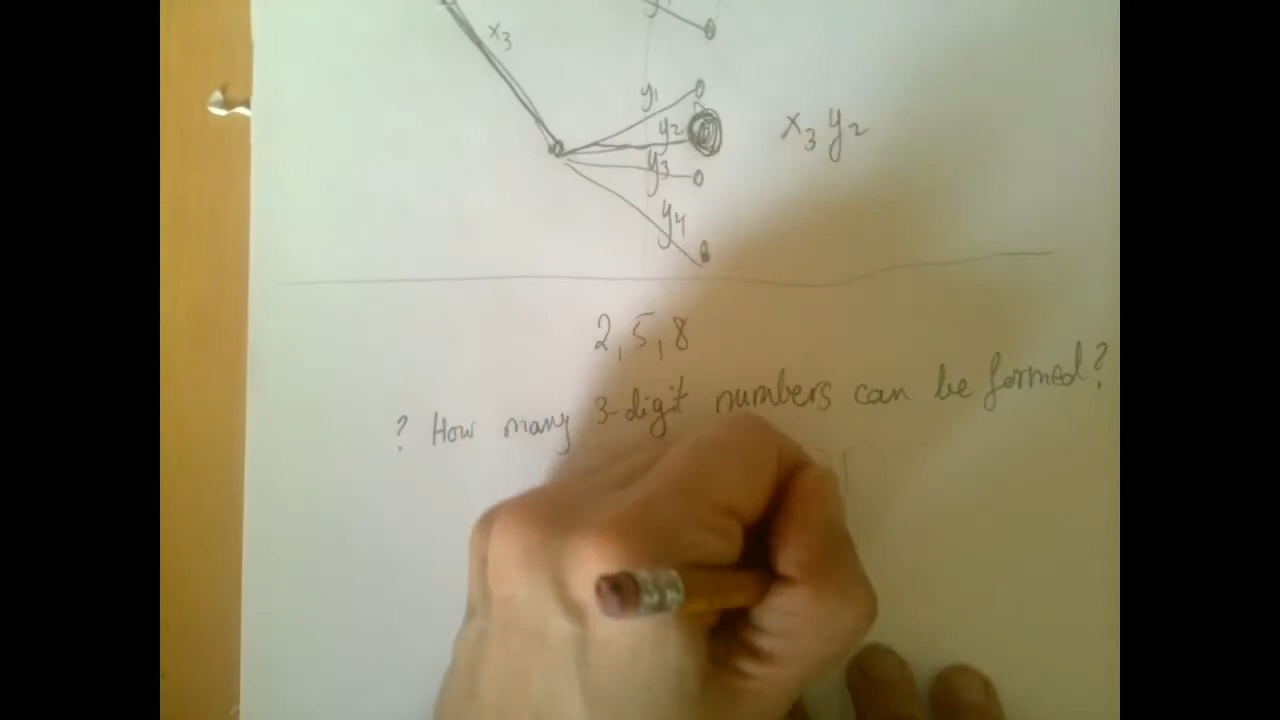 x₃
y₁
y₂
x₃ y₂
y₃
y₄
2, 5, 8
? How many 3-digit numbers can be formed?